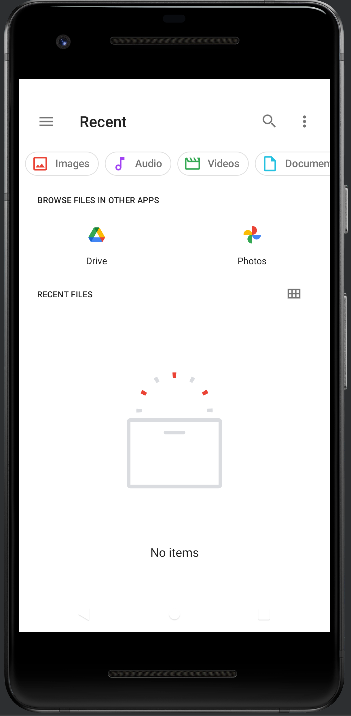 Recent
Images Audio Videos Documen
BROWSE FILES IN OTHER APPS
Drive Photos
RECENT FILES
No items